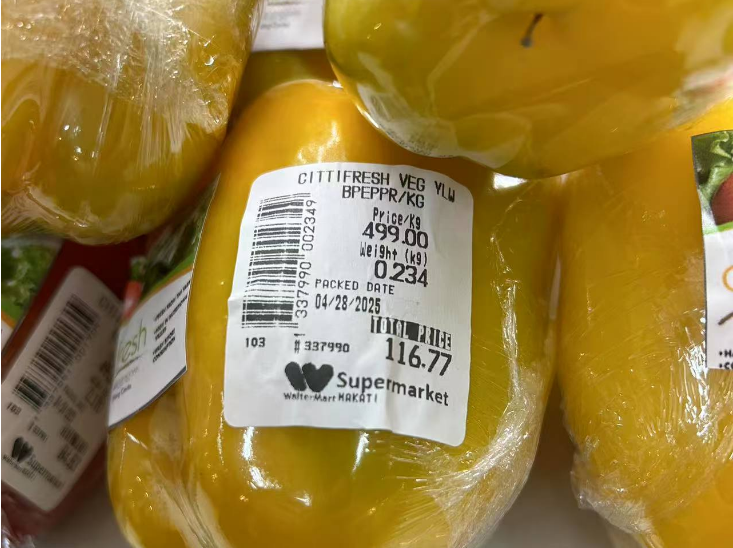 CITTIFRESH VEG YLW
BPEPPR/KG
Price/Kg
499.00
Weight (kg)
0.234
PACKED DATE
04/28/2025
TOTAL PRICE
116.77
337990 002349
103 #337990
W Supermarket
WalterMart MAKATI
esh